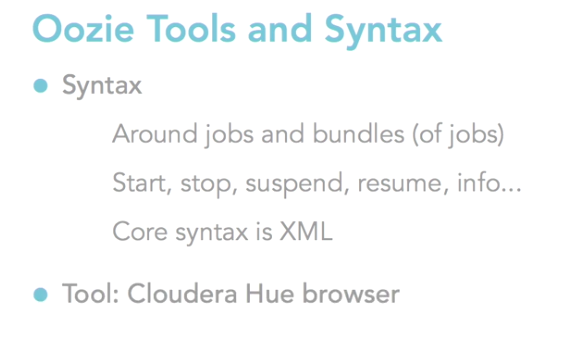 Oozie Tools and Syntax
● Syntax
Around jobs and bundles (of jobs)
Start, stop, suspend, resume, info...
Core syntax is XML
● Tool: Cloudera Hue browser